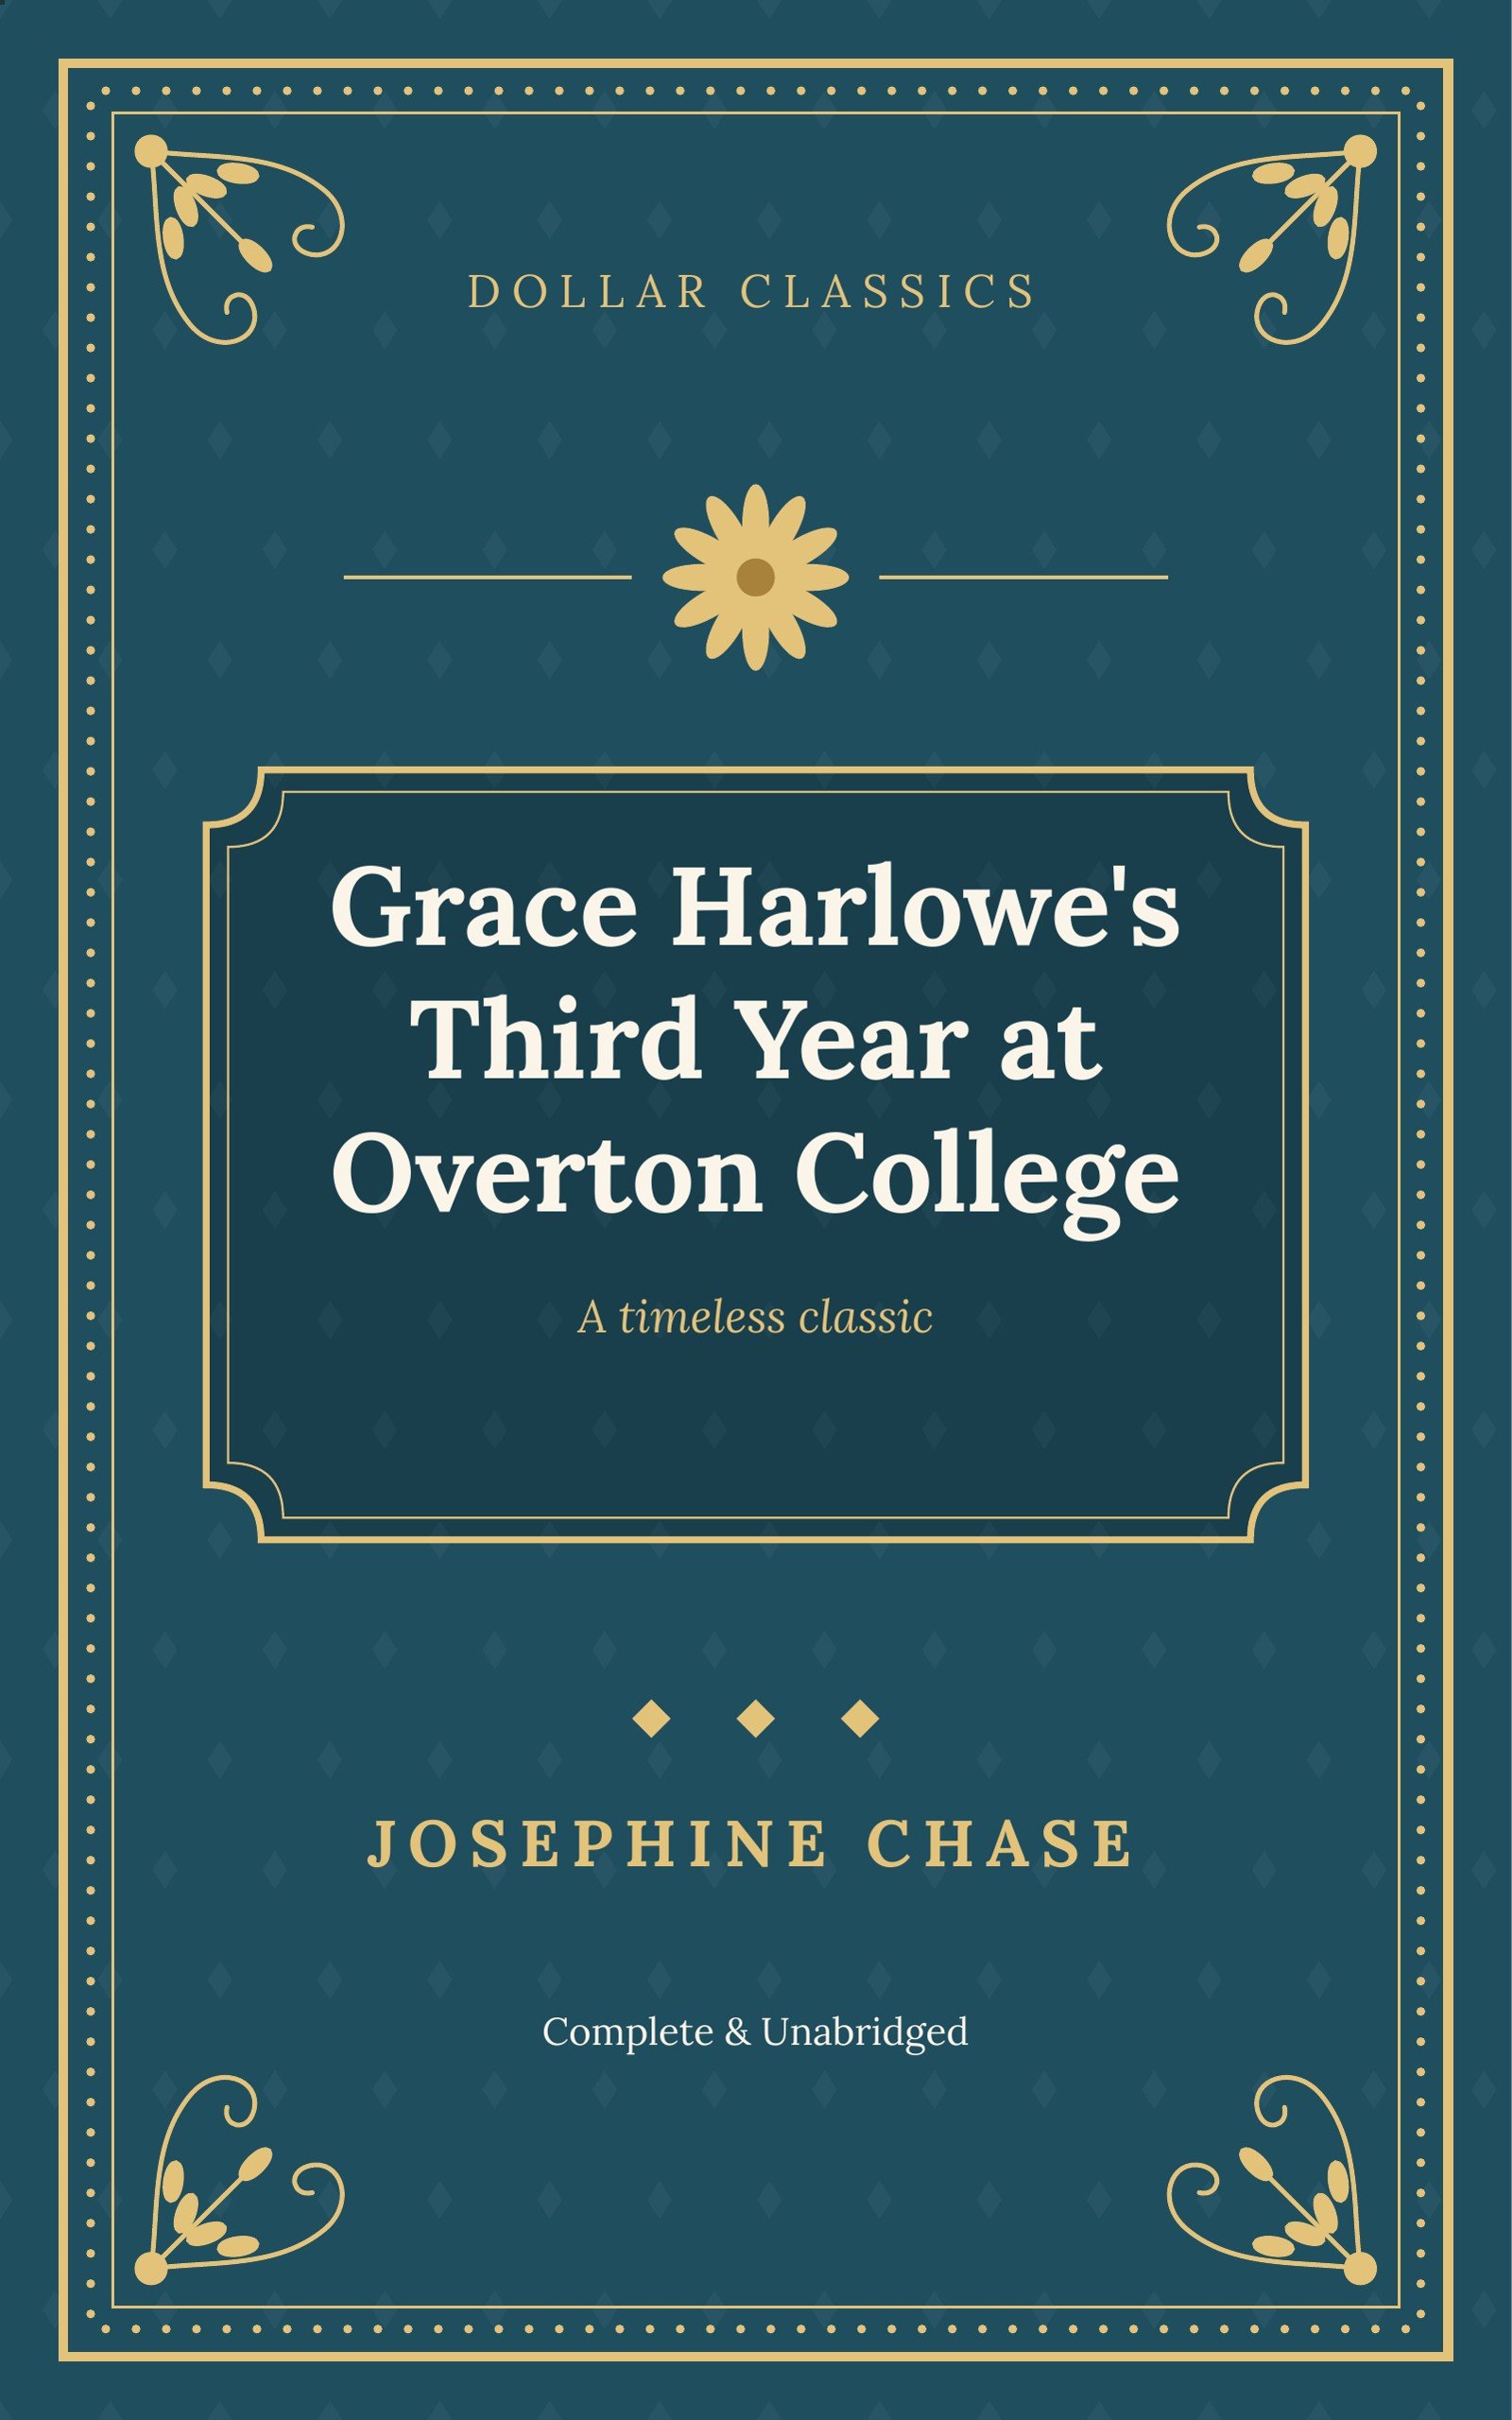 DOLLAR CLASSICS
Grace Harlowe's
Third Year at
Overton College
A timeless classic
JOSEPHINE CHASE
Complete & Unabridged